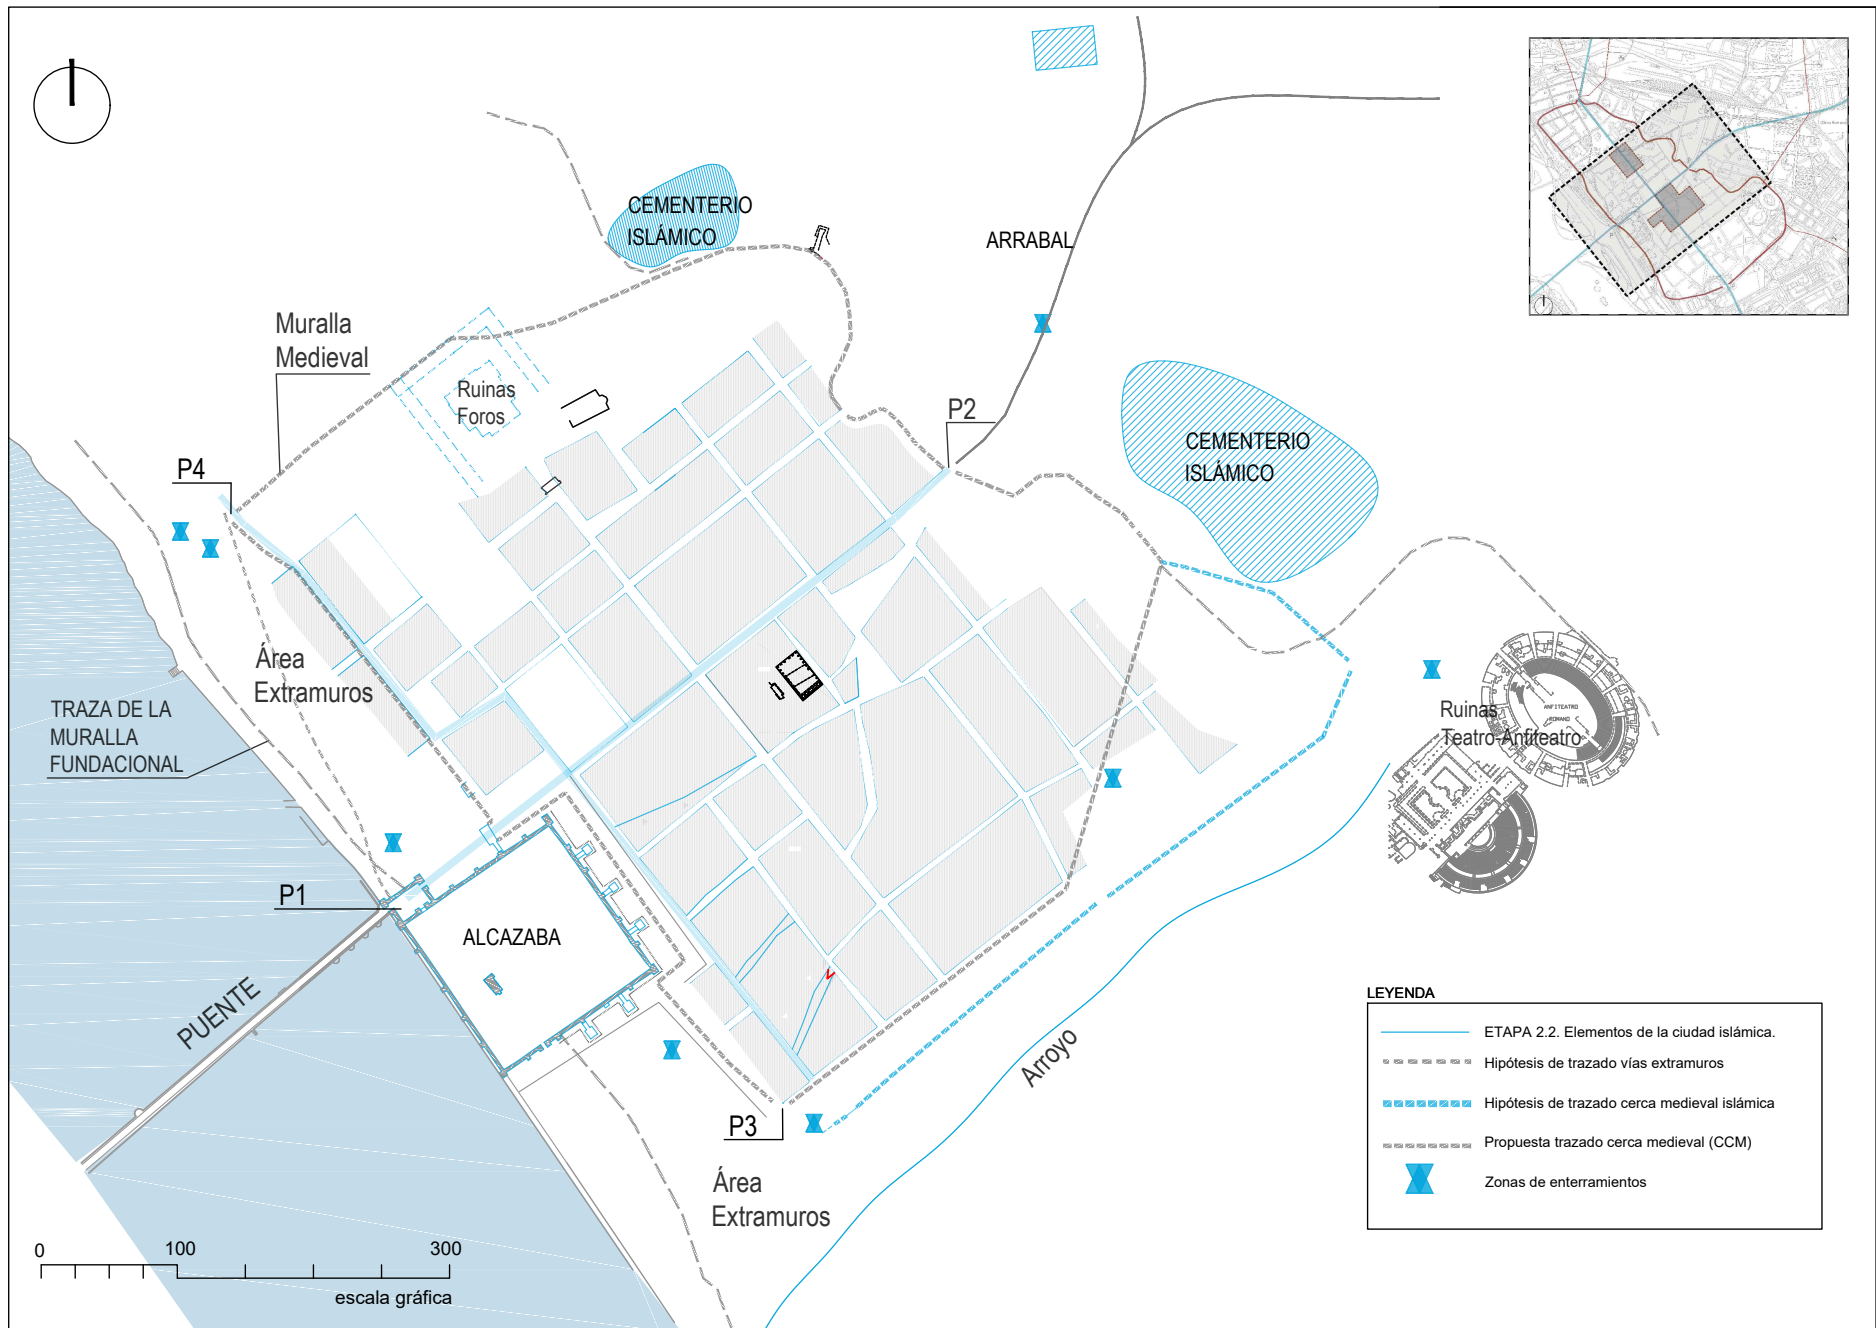 CEMENTERIO
ISLÁMICO
ARRABAL
Muralla
Medieval
Ruinas
Foros
P2
CEMENTERIO
ISLÁMICO
P4
Área
Extramuros
TRAZA DE LA
MURALLA
FUNDACIONAL
ANFITEATRO
ROMANO
Ruinas
Teatro-Anfiteatro
P1
ALCAZABA
PUENTE
Arroyo
P3
Área
Extramuros
0 100 300
escala gráfica
LEYENDA
ETAPA 2.2. Elementos de la ciudad islámica.
Hipótesis de trazado vías extramuros
Hipótesis de trazado cerca medieval islámica
Propuesta trazado cerca medieval (CCM)
Zonas de enterramientos